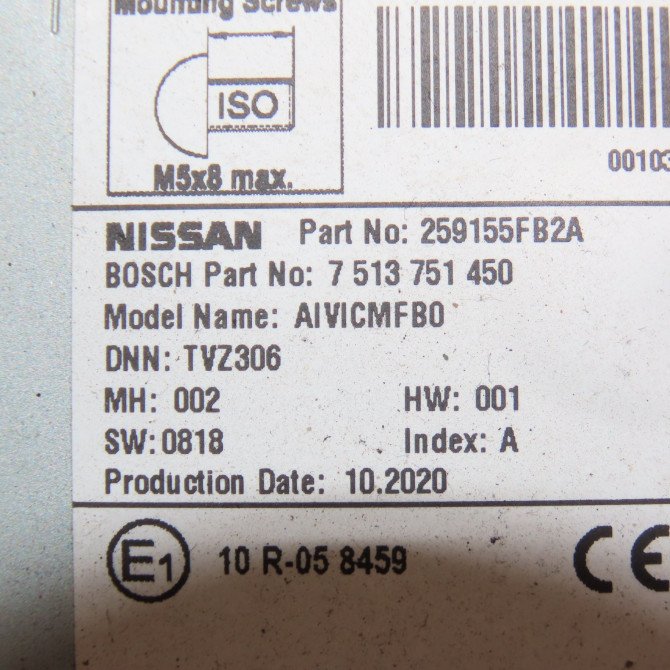 Mounting Screws
ISO
M5x8 max.
00103
NISSAN Part No: 259155FB2A
BOSCH Part No: 7 513 751 450
Model Name: AIVICMFB0
DNN: TVZ306
MH: 002 HW: 001
SW: 0818 Index: A
Production Date: 10.2020
E1 10 R-05 8459 CE